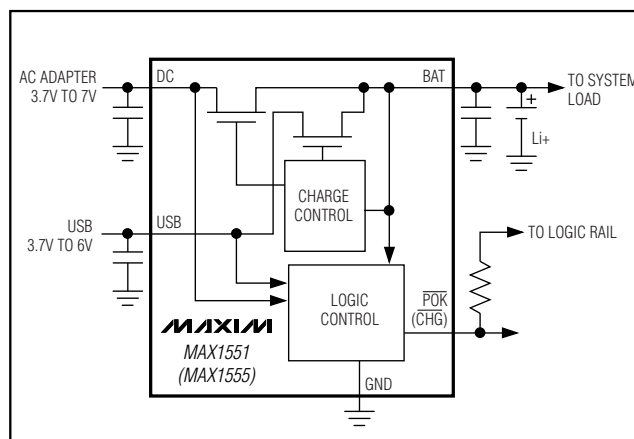 AC ADAPTER
3.7V TO 7V
DC
BAT
TO SYSTEM
LOAD
+
Li+
CHARGE
CONTROL
USB
3.7V TO 6V
USB
TO LOGIC RAIL
LOGIC
CONTROL
POK
(CHG)
MAXIM
MAX1551
(MAX1555)
GND